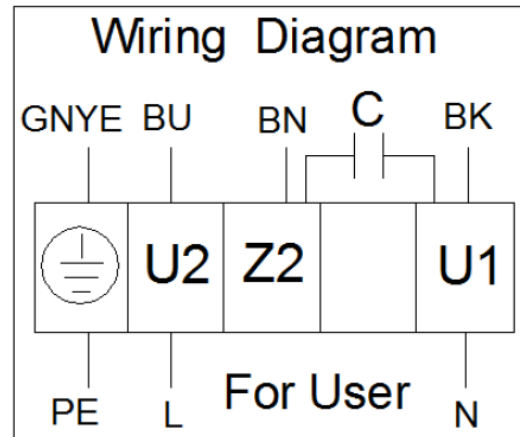 Wiring Diagram
GNYE BU BN C BK
U2 Z2 U1
PE L For User N